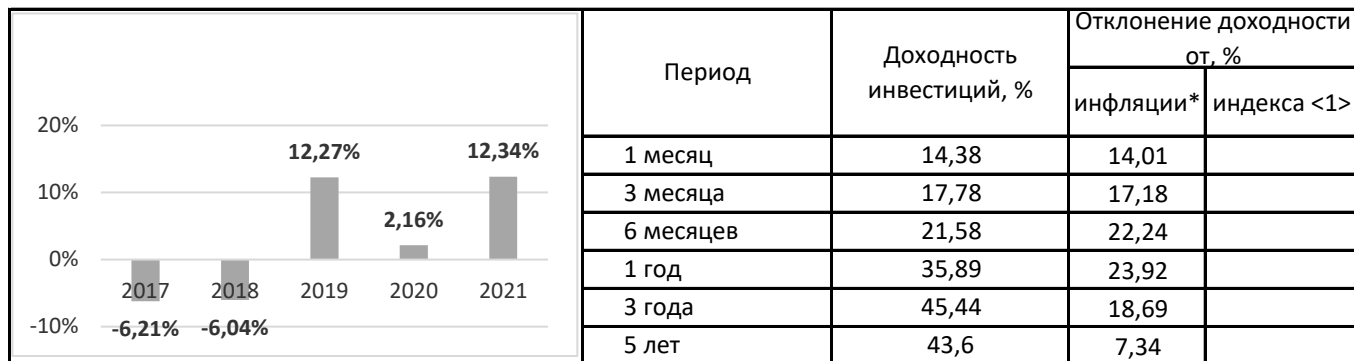 20%
10%
0%
-10%
12,27%
2,16%
12,34%
2017 2018 2019 2020 2021
-6,21% -6,04%
Период
Доходность
инвестиций, %
Отклонение доходности
от, %
инфляции* индекса <1>
1 месяц 14,38 14,01
3 месяца 17,78 17,18
6 месяцев 21,58 22,24
1 год 35,89 23,92
3 года 45,44 18,69
5 лет 43,6 7,34